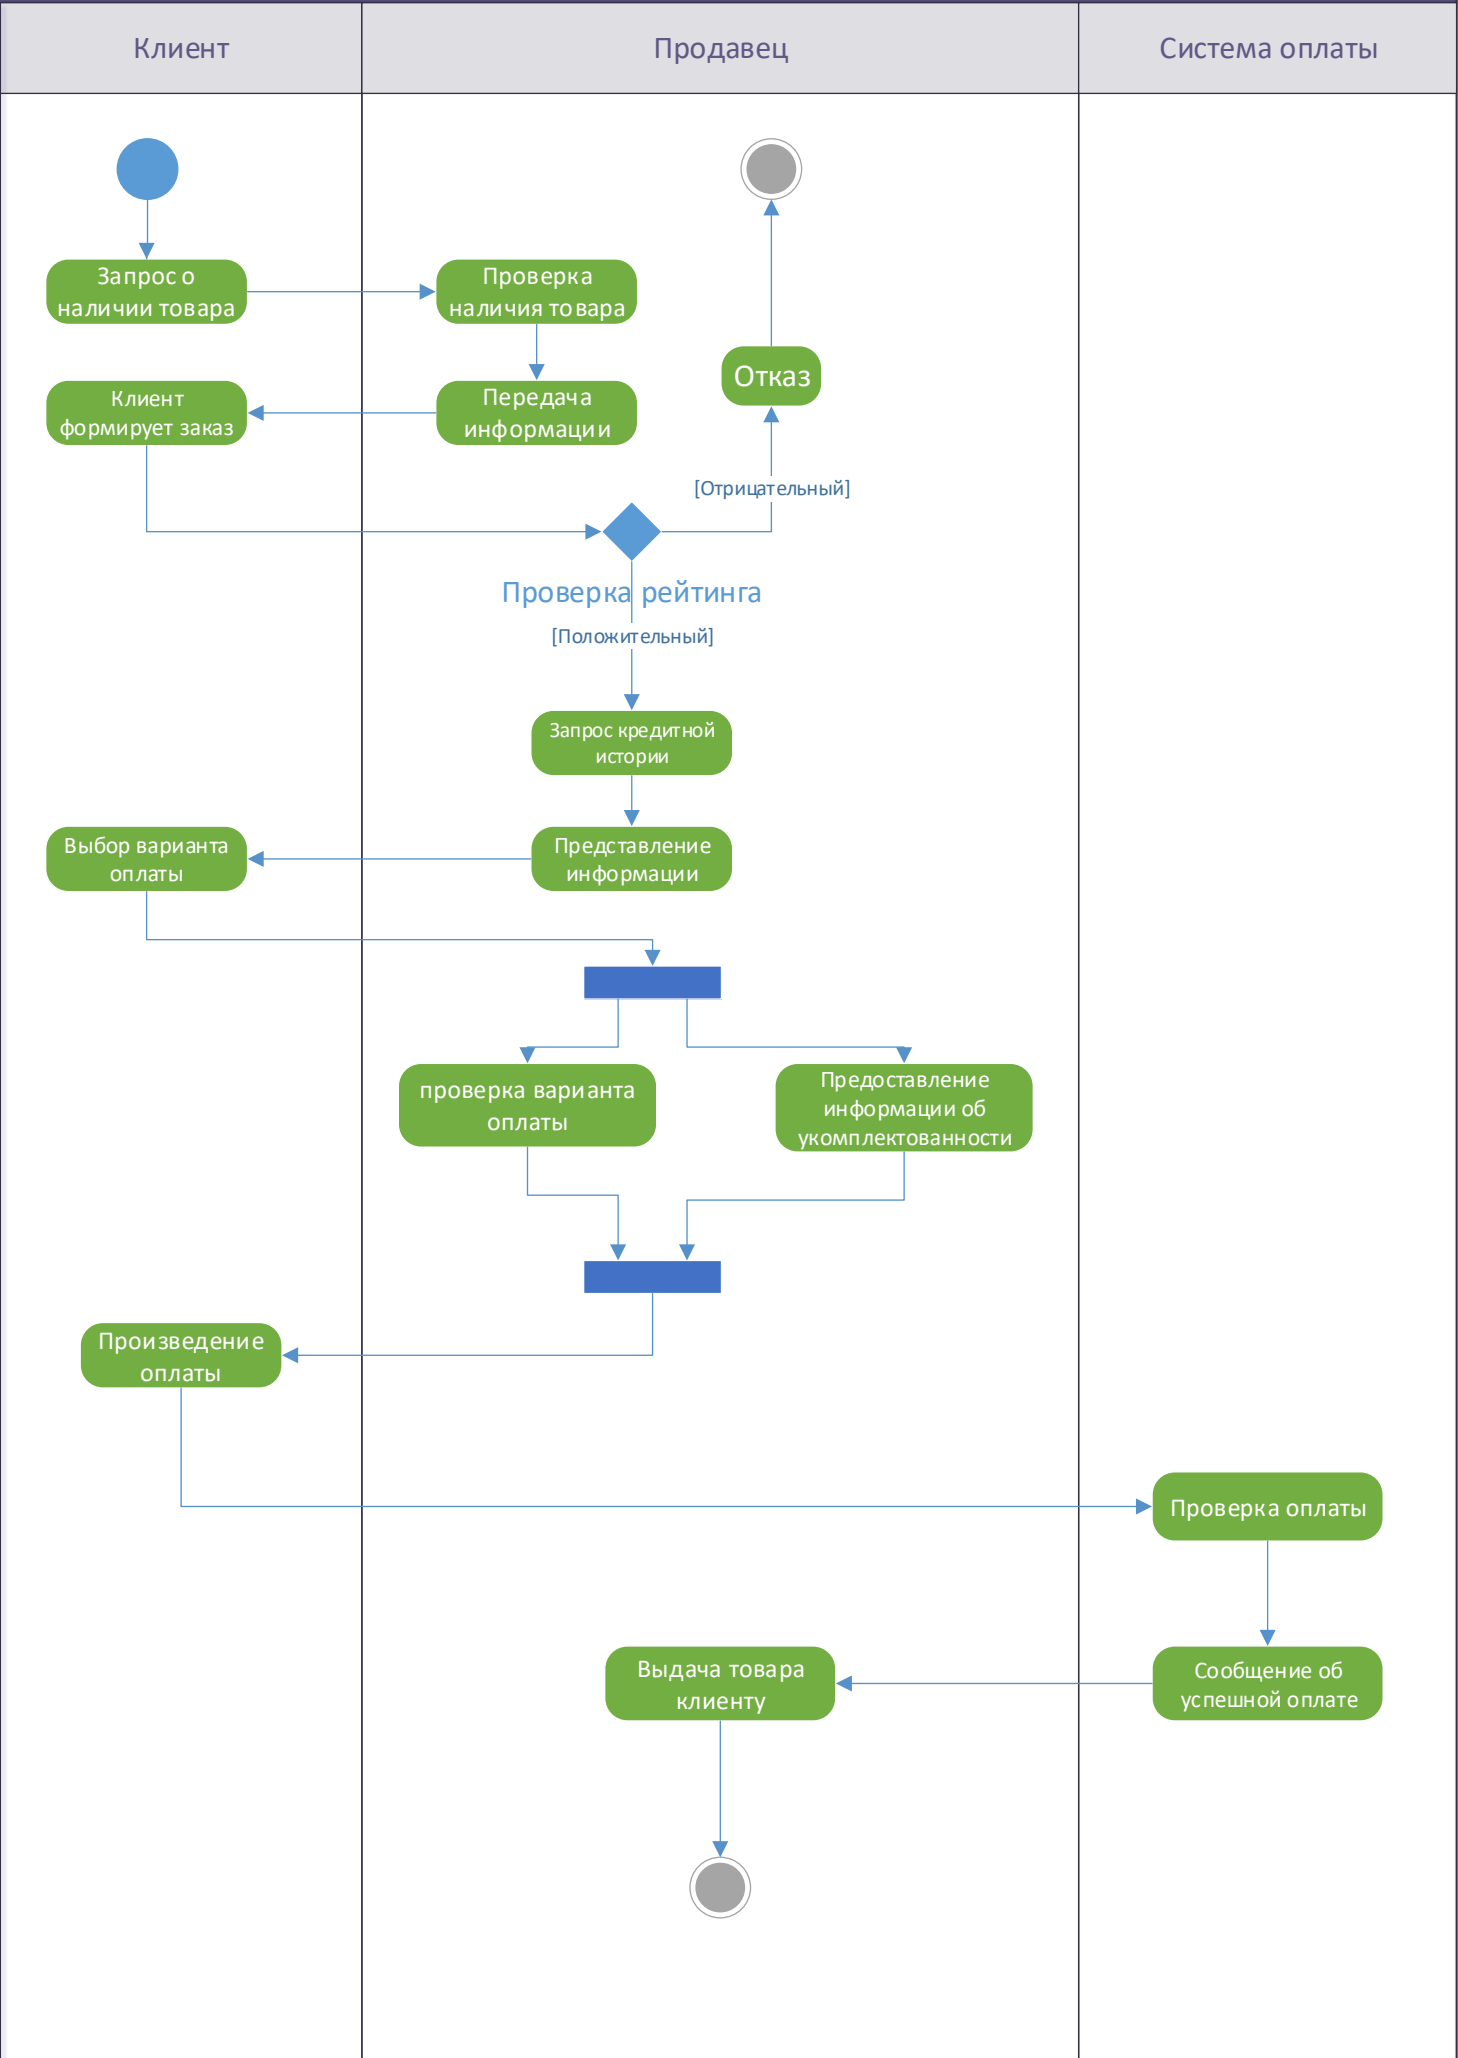 Клиент
Продавец
Система оплаты
Запрос о
наличии товара
Проверка
наличия товара
Отказ
Клиент
формирует заказ
Передача
информации
[Отрицательный]
Проверка рейтинга
[Положительный]
Запрос кредитной
истории
Выбор варианта
оплаты
Представление
информации
проверка варианта
оплаты
Предоставление
информации об
укомплектованности
Произведение
оплаты
Проверка оплаты
Выдача товара
клиенту
Сообщение об
успешной оплате